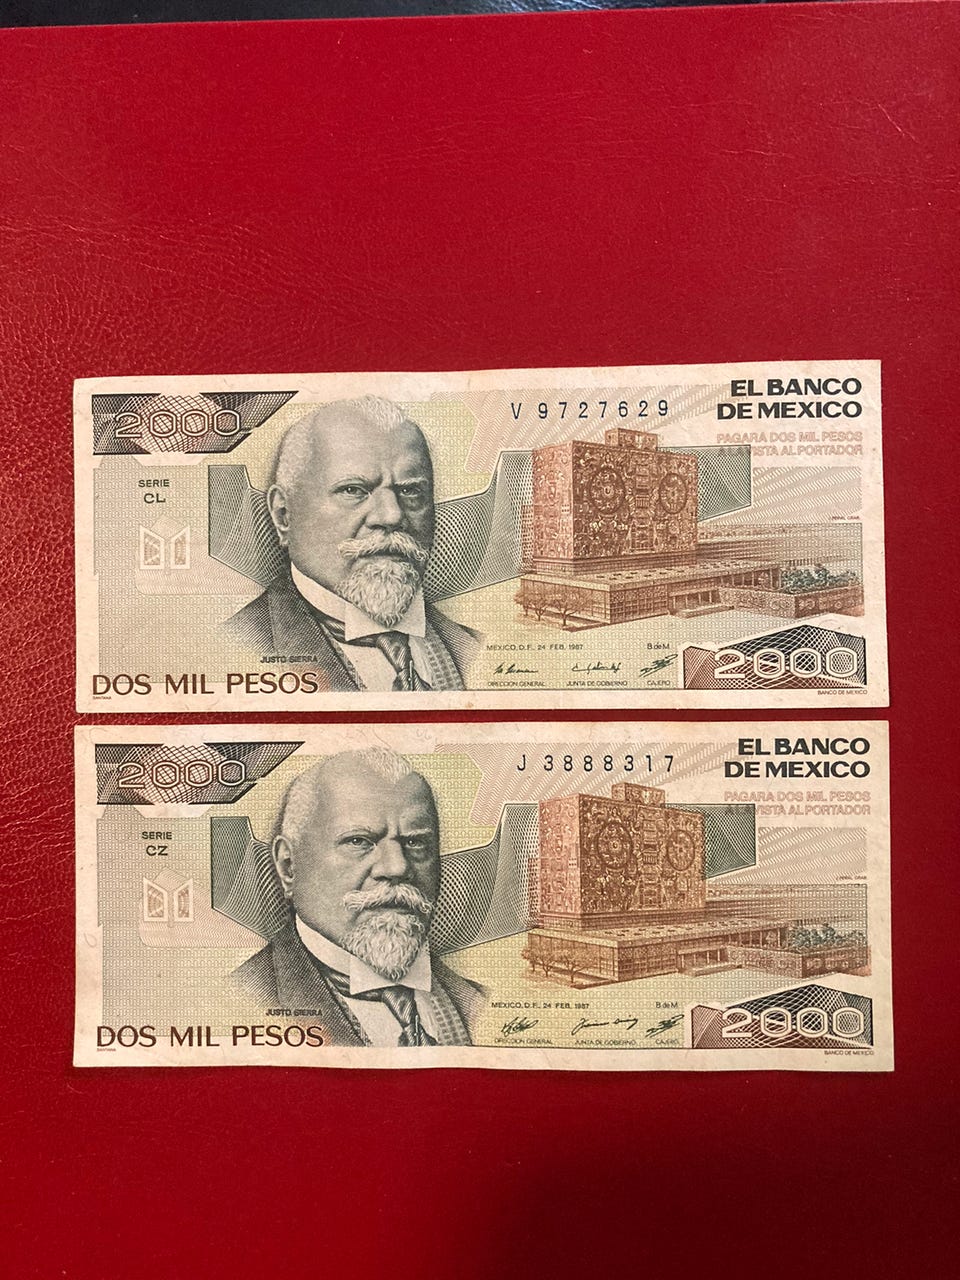 2000
V 9727629
EL BANCO
DE MEXICO
PAGARA DOS MIL PESOS
A LA VISTA AL PORTADOR
SERIE
CL
JUSTO SIERRA
DOS MIL PESOS
SANTANA
MEXICO, D.F., 24 FEB. 1987
B de M
DIRECCION GENERAL JUNTA DE GOBIERNO CAJERO
2000
BANCO DE MEXICO
2000
J 3888317
EL BANCO
DE MEXICO
PAGARA DOS MIL PESOS
VISTA AL PORTADOR
SERIE
CZ
JUSTO SIERRA
DOS MIL PESOS
SANTANA
MEXICO, D.F., 24 FEB. 1987
B de M
DIRECCION GENERAL JUNTA DE GOBIERNO CAJERO
2000
BANCO DE MEXICO